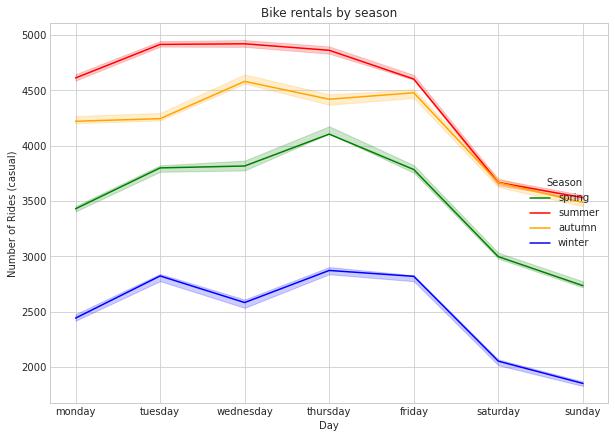 Bike rentals by season
5000
4500
4000
3500
3000
2500
2000
Number of Rides (casual)
Season
spring
summer
autumn
winter
monday tuesday wednesday thursday friday saturday sunday
Day